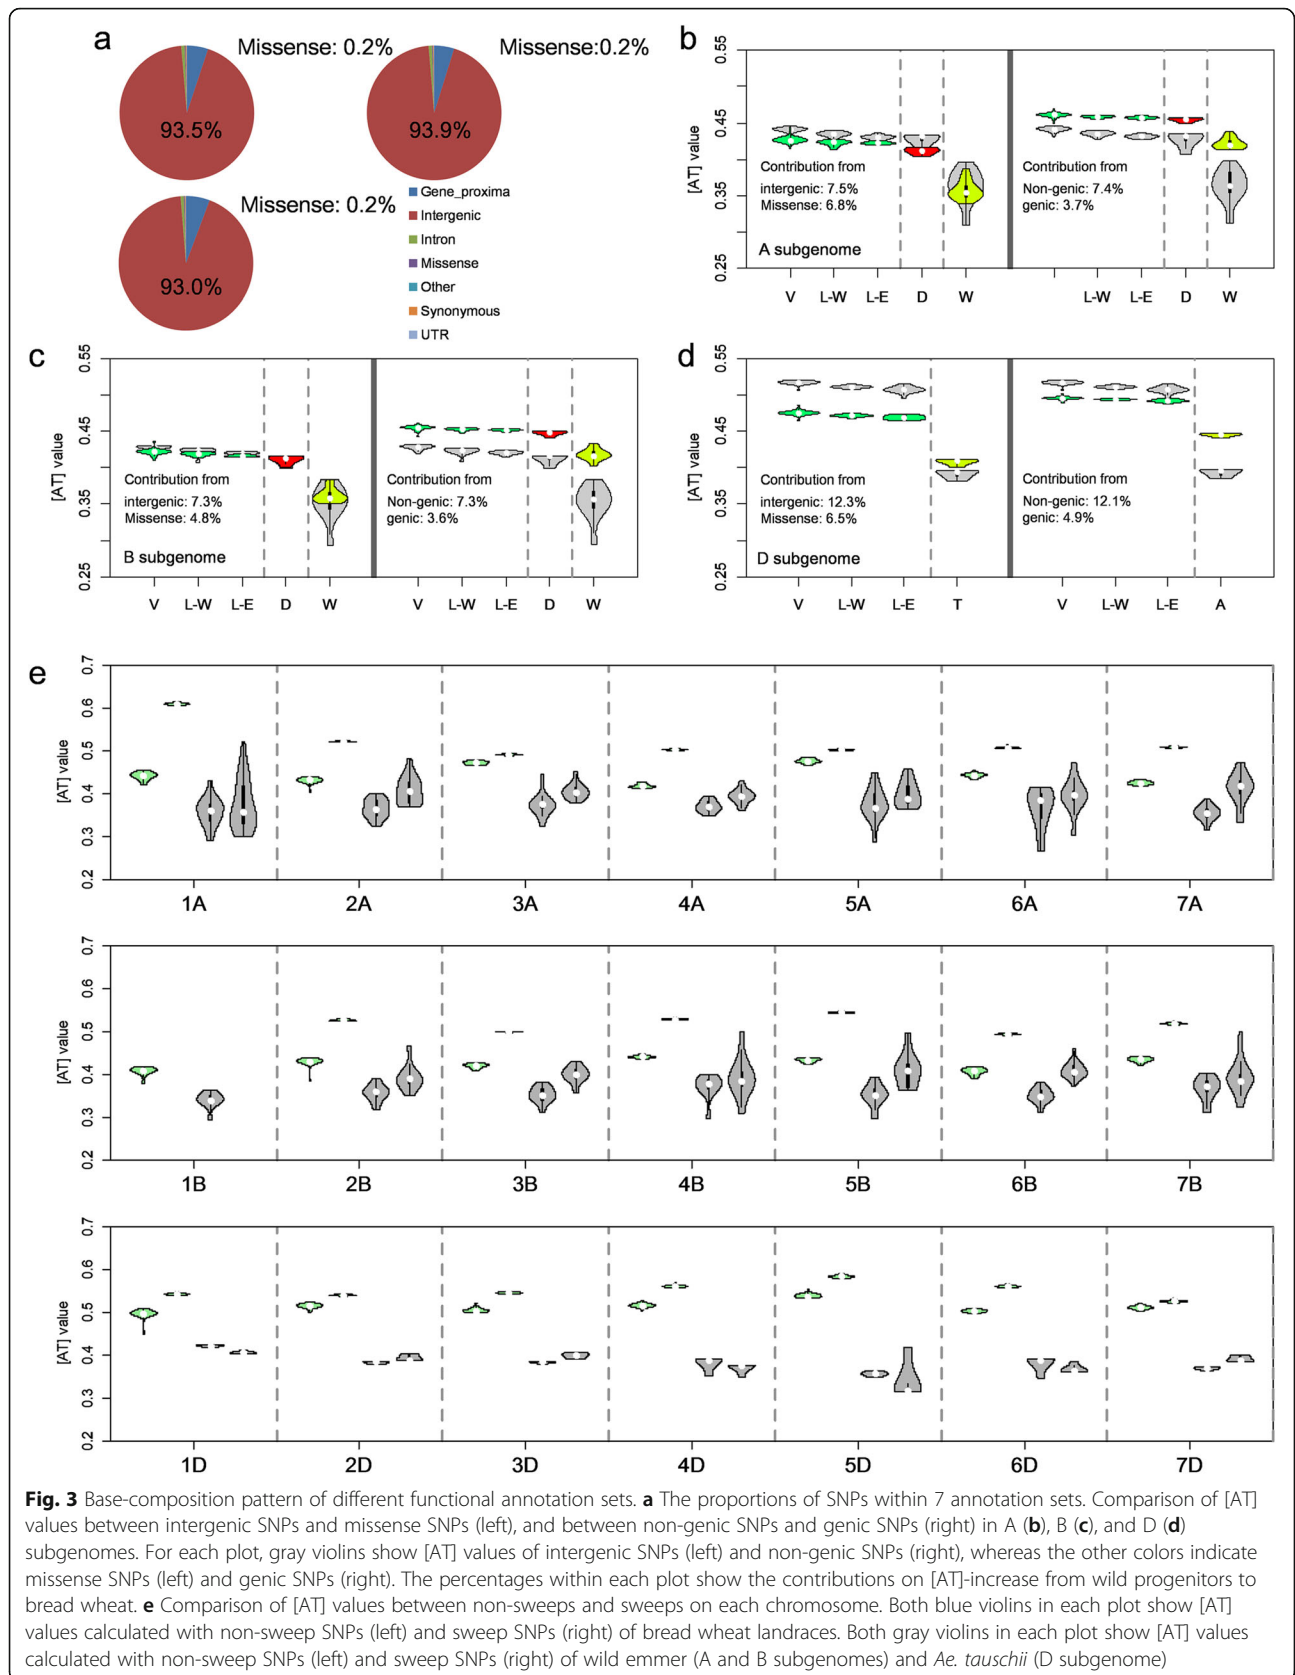 a
Missense: 0.2%
Missense:0.2%
93.5%
93.9%
Missense: 0.2%
93.0%
Gene_proxima
Intergenic
Intron
Missense
Other
Synonymous
UTR
b
[AT] value
0.55
0.45
0.35
0.25
Contribution from
intergenic: 7.5%
Missense: 6.8%
A subgenome
Contribution from
Non-genic: 7.4%
genic: 3.7%
V L-W L-E D W
L-W L-E D W
c
[AT] value
0.55
0.45
0.35
0.25
Contribution from
intergenic: 7.3%
Missense: 4.8%
B subgenome
Contribution from
Non-genic: 7.3%
genic: 3.6%
V L-W L-E D W
V L-W L-E D W
d
[AT] value
0.55
0.45
0.35
0.25
Contribution from
intergenic: 12.3%
Missense: 6.5%
D subgenome
Contribution from
Non-genic: 12.1%
genic: 4.9%
V L-W L-E T
V L-W L-E A
e
[AT] value
0.7
0.6
0.5
0.4
0.3
0.2
1A 2A 3A 4A 5A 6A 7A
[AT] value
0.7
0.6
0.5
0.4
0.3
0.2
1B 2B 3B 4B 5B 6B 7B
[AT] value
0.7
0.6
0.5
0.4
0.3
0.2
1D 2D 3D 4D 5D 6D 7D
Fig. 3 Base-composition pattern of different functional annotation sets. a The proportions of SNPs within 7 annotation sets. Comparison of [AT]
values between intergenic SNPs and missense SNPs (left), and between non-genic SNPs and genic SNPs (right) in A (b), B (c), and D (d)
subgenomes. For each plot, gray violins show [AT] values of intergenic SNPs (left) and non-genic SNPs (right), whereas the other colors indicate
missense SNPs (left) and genic SNPs (right). The percentages within each plot show the contributions on [AT]-increase from wild progenitors to
bread wheat. e Comparison of [AT] values between non-sweeps and sweeps on each chromosome. Both blue violins in each plot show [AT]
values calculated with non-sweep SNPs (left) and sweep SNPs (right) of bread wheat landraces. Both gray violins in each plot show [AT] values
calculated with non-sweep SNPs (left) and sweep SNPs (right) of wild emmer (A and B subgenomes) and Ae. tauschii (D subgenome)